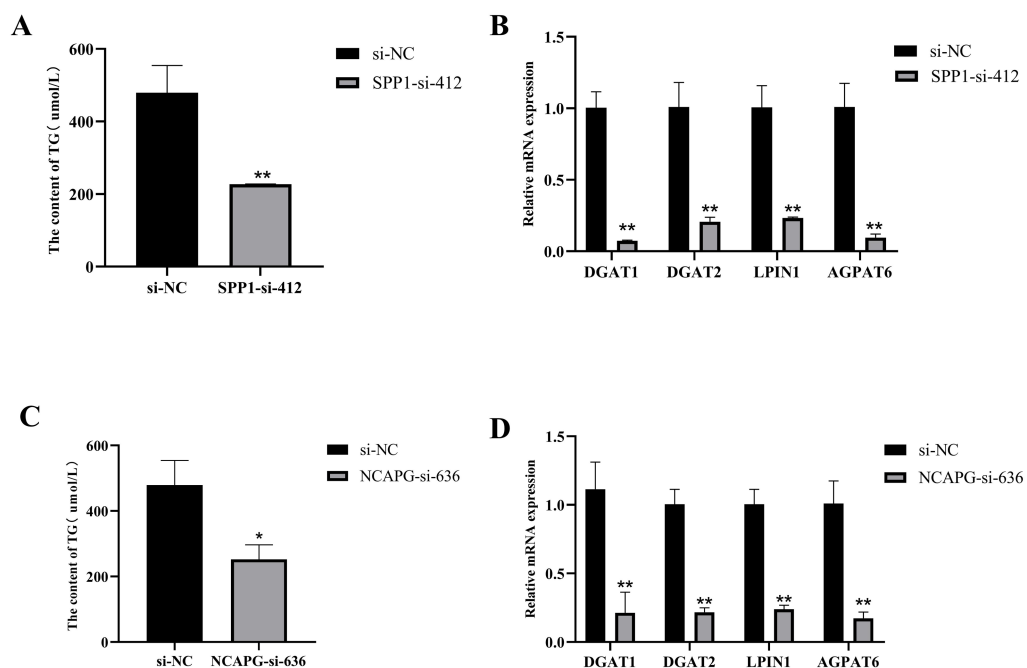 A
The content of TG( umol/L)
600
400
200
0
si-NC
SPP1-si-412
**
si-NC
SPP1-si-412
B
Relative mRNA expression
1.5
1.0
0.5
0.0
si-NC
SPP1-si-412
**
**
**
**
DGAT1
DGAT2
LPIN1
AGPAT6
C
The content of TG( umol/L)
600
400
200
0
si-NC
NCAPG-si-636
*
si-NC
NCAPG-si-636
D
Relative mRNA expression
1.5
1.0
0.5
0.0
si-NC
NCAPG-si-636
**
**
**
**
DGAT1
DGAT2
LPIN1
AGPAT6